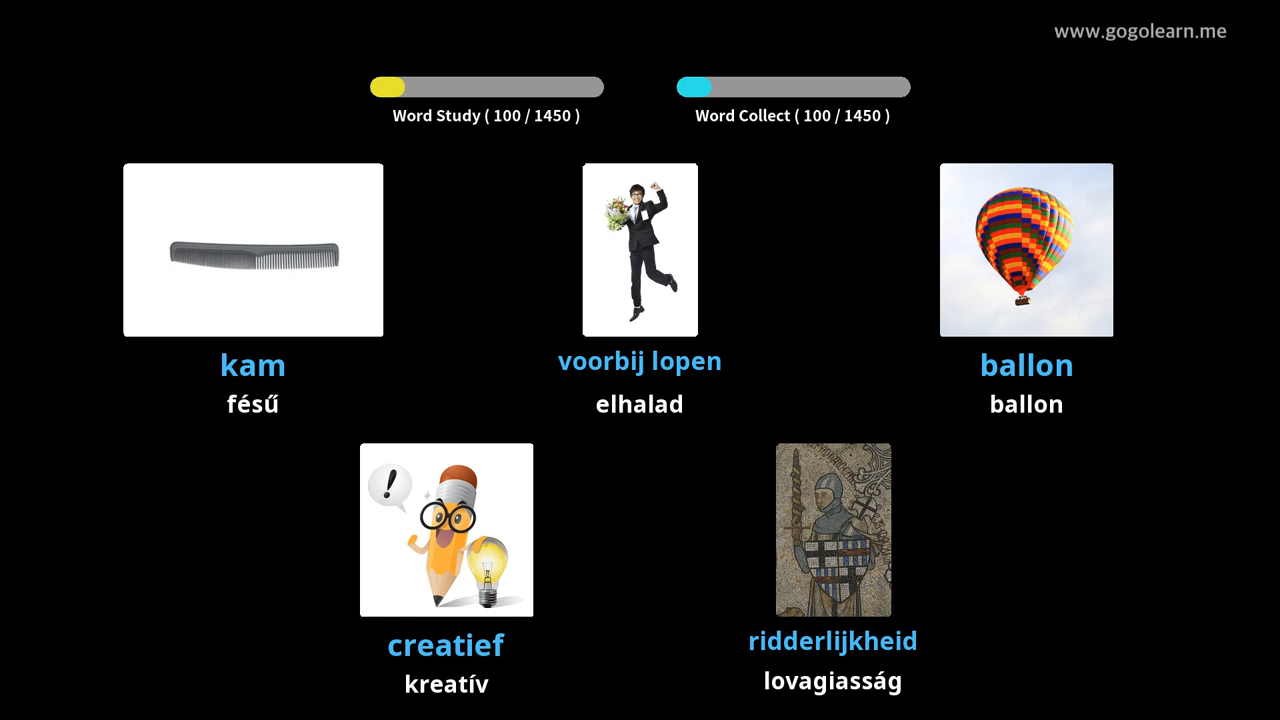 www.gogolearn.me
Word Study ( 100 / 1450 )
Word Collect ( 100 / 1450 )
kam
fésű
voorbij lopen
elhalad
ballon
ballon
!
creatief
kreatív
ridderlijkheid
lovagiasság